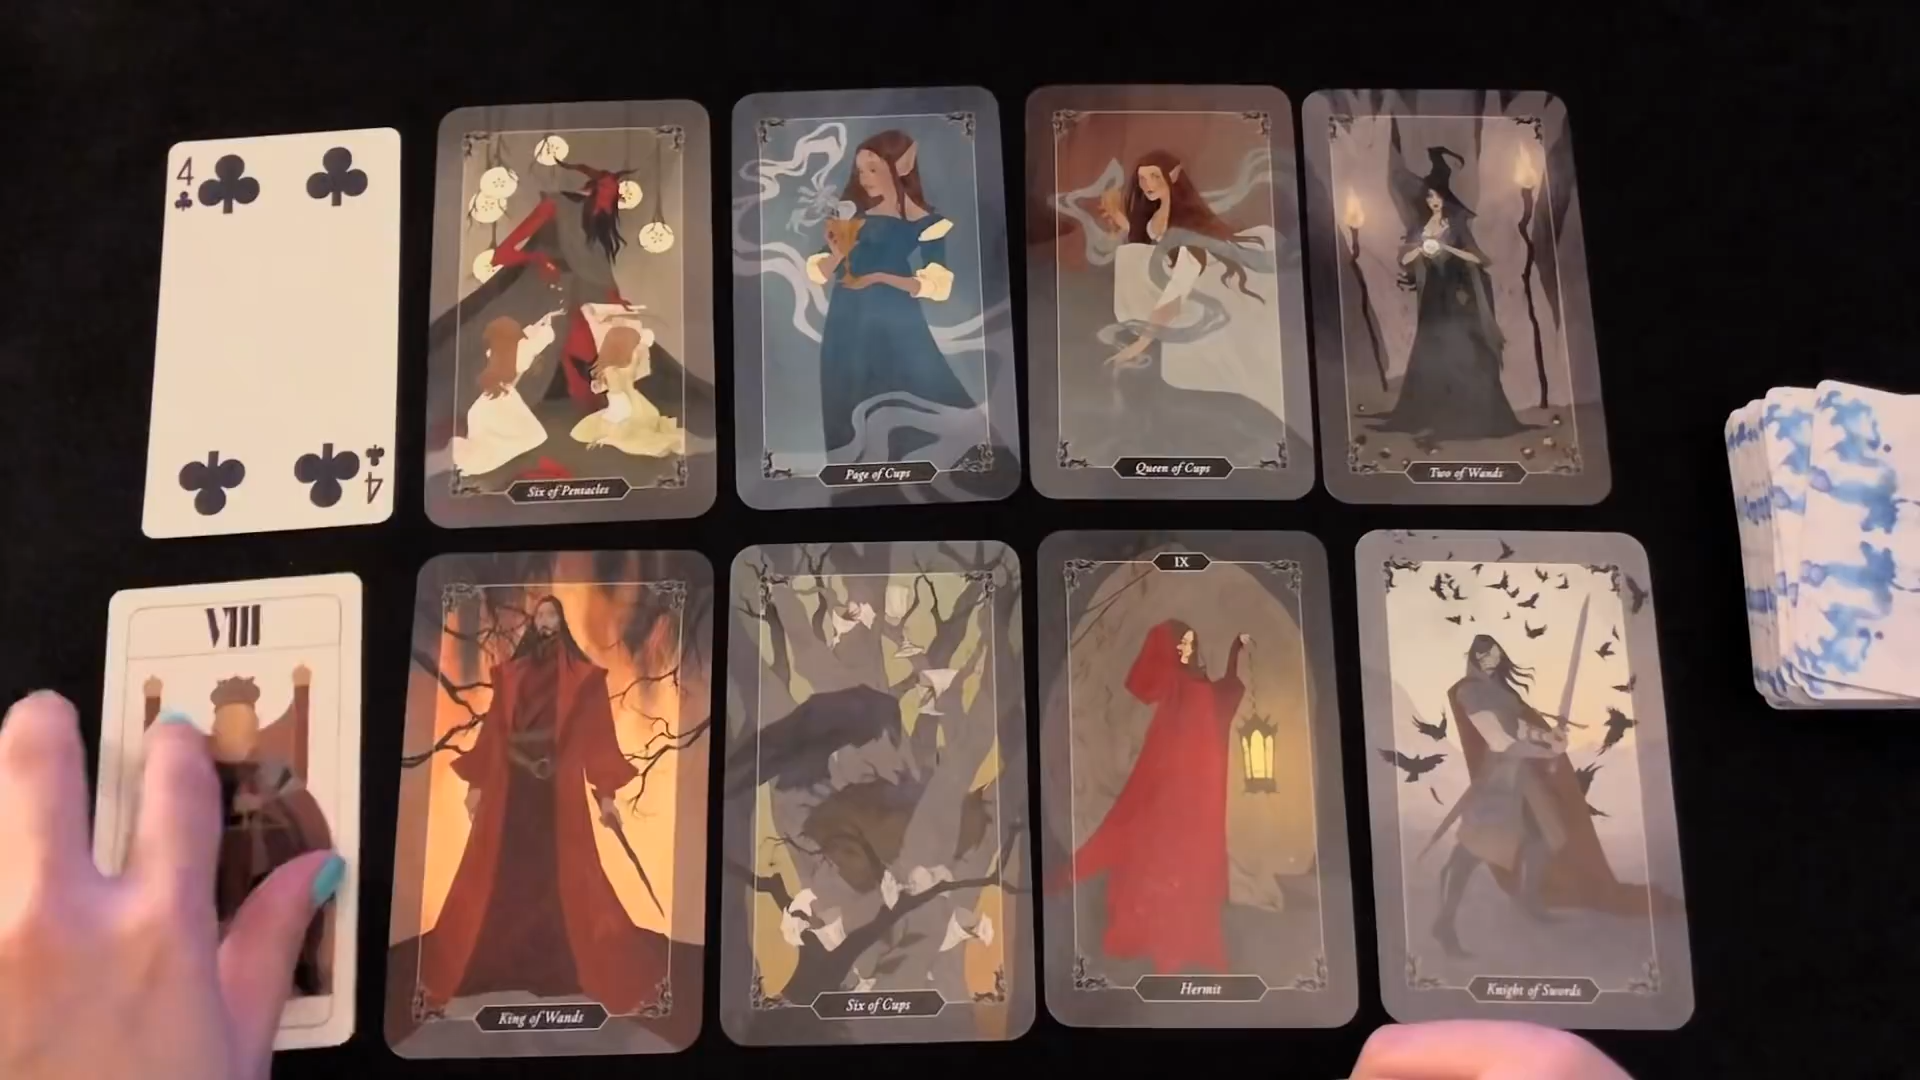 4
Six of Pentacles
Page of Cups
Queen of Cups
Two of Wands
4
VIII
King of Wands
Six of Cups
IX
Hermit
Knight of Swords